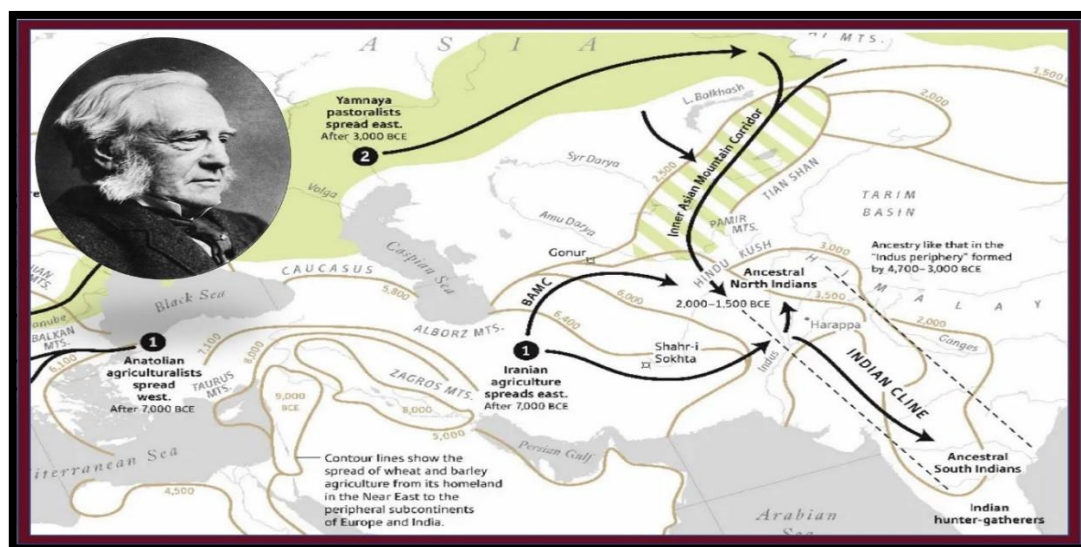 A S I A
AI MTS.
Yamnaya
pastoralists
spread east.
After 3,000 BCE
2
L. Balkhash
1,500
2,000
2,500
Inner Asian Mountain Corridor
Syr Darya
TIAN SHAN
Volga
Amu Darya
TARIM
BASIN
PAMIR
MTS.
Caspian Sea
Gonur
HINDU KUSH
3,000
Ancestry like that in the
"Indus periphery" formed
by 4,700–3,000 BCE
CAUCASUS
5,800
BAMC
Ancestral
North Indians
HIMALAY
Black Sea
6,000
2,000–1,500 BCE
3,500
anube
BALKAN
MTS.
6,100
1
Anatolian
agriculturalists
spread
west.
After 7,000 BCE
7,100
8,000
TAURUS
MTS.
ALBORZ MTS.
6,400
1
Iranian
agriculture
spreads east.
After 7,000 BCE
Shahr-i
Sokhta
Harappa
2,000
Ganges
Indus
INDIAN CLINE
9,000
BCE
ZAGROS MTS.
8,000
5,000
Persian Gulf
iterranean Sea
4,500
Contour lines show the
spread of wheat and barley
agriculture from its homeland
in the Near East to the
peripheral subcontinents
of Europe and India.
Ancestral
South Indians
Arabian
Sea
Indian
hunter-gatherers